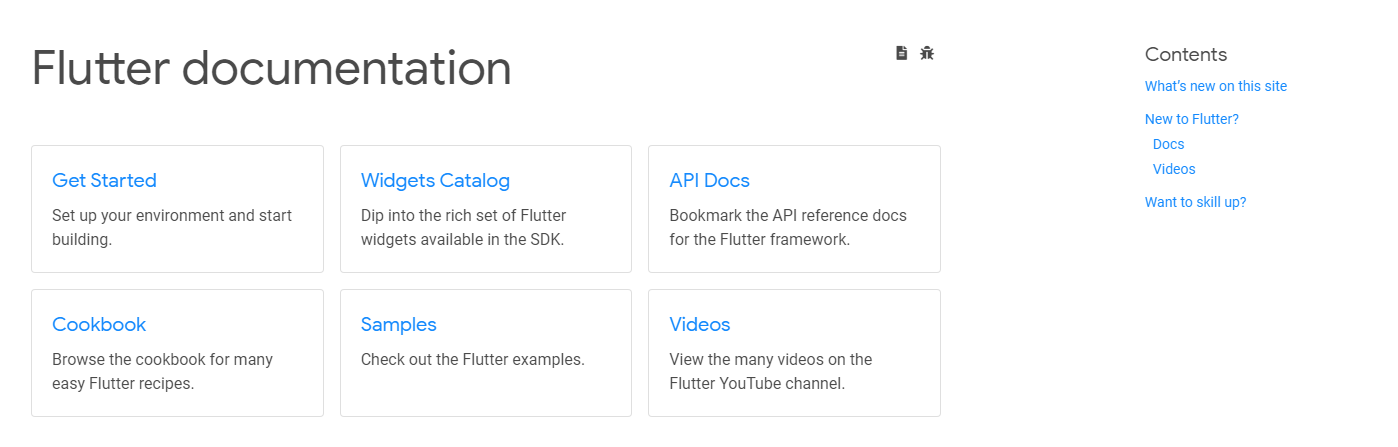 Flutter documentation
Get Started
Set up your environment and start
building.
Widgets Catalog
Dip into the rich set of Flutter
widgets available in the SDK.
API Docs
Bookmark the API reference docs
for the Flutter framework.
Cookbook
Browse the cookbook for many
easy Flutter recipes.
Samples
Check out the Flutter examples.
Videos
View the many videos on the
Flutter YouTube channel.
Contents
What's new on this site
New to Flutter?
Docs
Videos
Want to skill up?